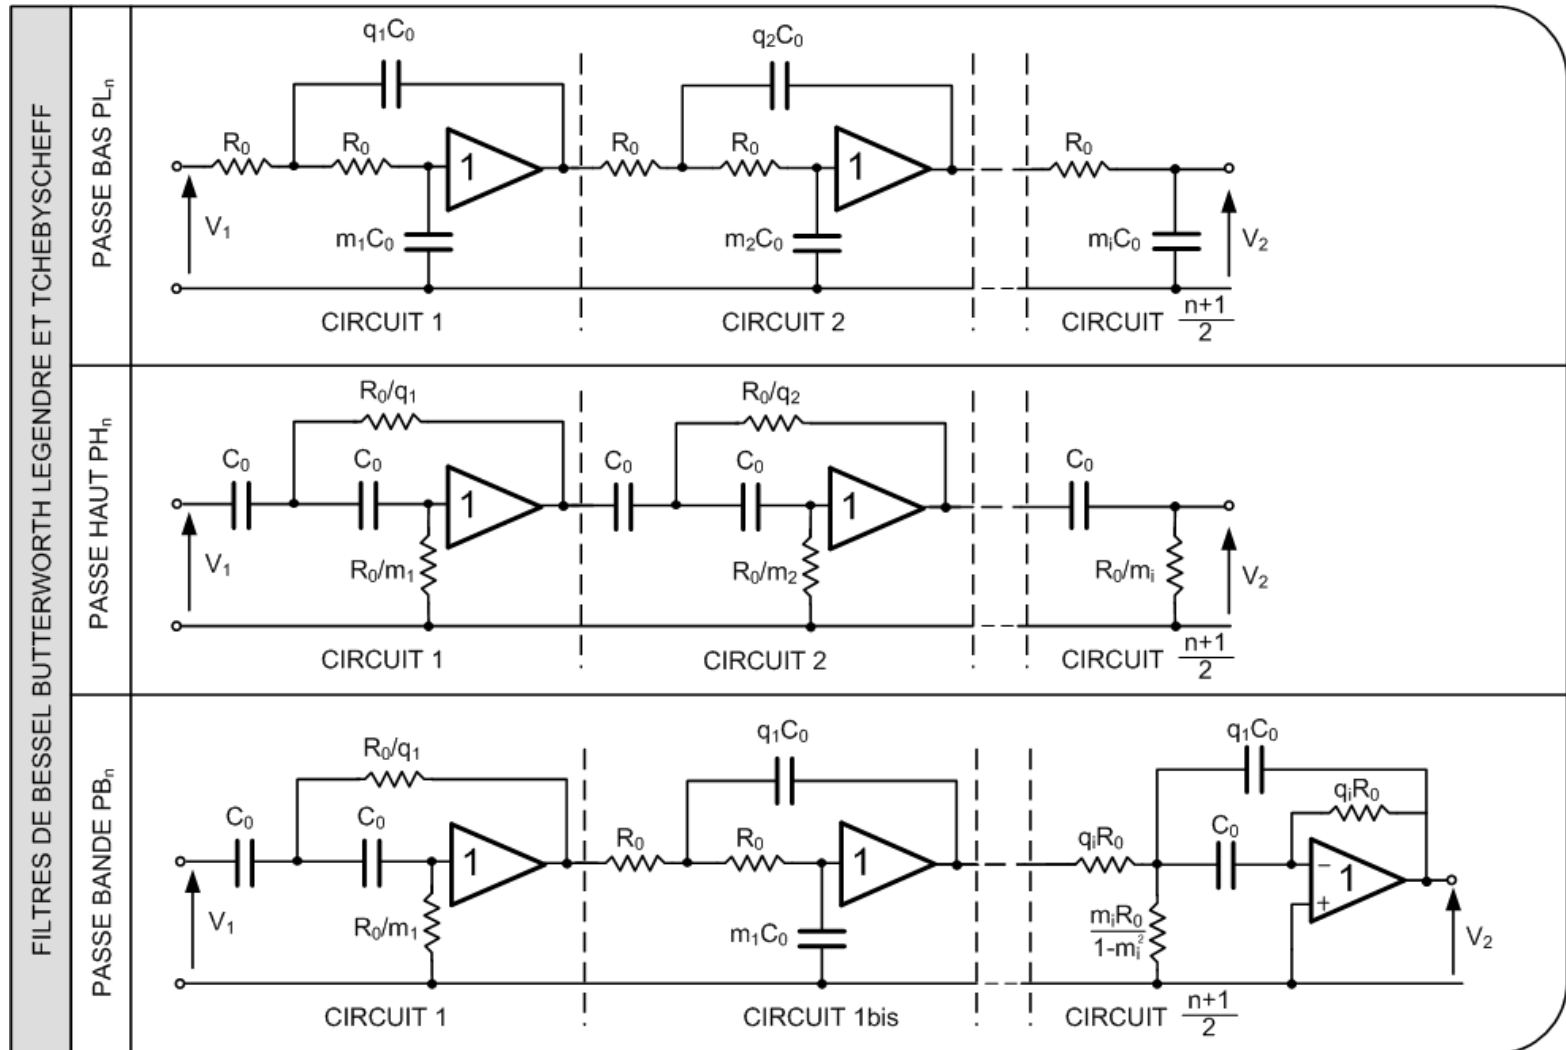 FILTRES DE BESSEL BUTTERWORTH LEGENDRE ET TCHEBYSCHEFF
PASSE BAS PLn
q1C0
q2C0
R0
R0
1
R0
R0
1
R0
V1
m1C0
m2C0
miC0
V2
CIRCUIT 1
CIRCUIT 2
CIRCUIT n+1/2
PASSE HAUT PHn
R0/q1
R0/q2
C0
C0
1
C0
C0
1
C0
V1
R0/m1
R0/m2
R0/mi
V2
CIRCUIT 1
CIRCUIT 2
CIRCUIT n+1/2
PASSE BANDE PBn
R0/q1
q1C0
q1C0
C0
C0
1
R0
R0
1
qiR0
C0
qiR0
− 1
+
V1
R0/m1
m1C0
miR0/1-mi²
V2
CIRCUIT 1
CIRCUIT 1bis
CIRCUIT n+1/2